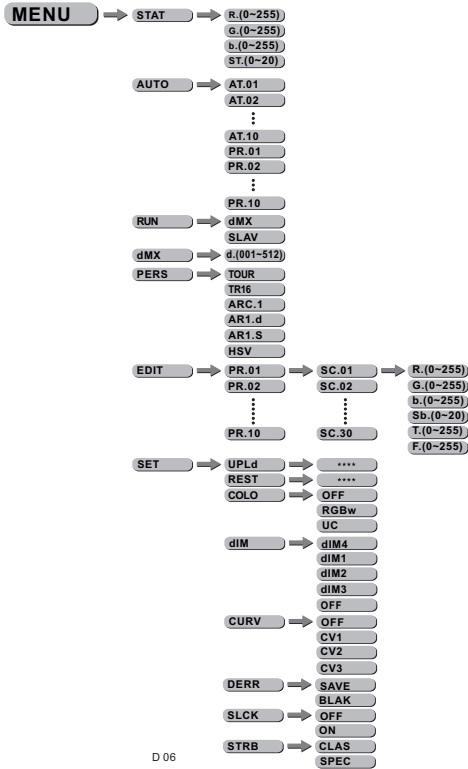 MENU STAT R.(0~255)
G.(0~255)
b.(0~255)
ST.(0~20)
AUTO AT.01
AT.02
AT.10
PR.01
PR.02
PR.10
RUN dMX
SLAV
dMX d.(001~512)
PERS TOUR
TR16
ARC.1
AR1.d
AR1.S
HSV
EDIT PR.01 SC.01 R.(0~255)
PR.02 SC.02 G.(0~255)
b.(0~255)
Sb.(0~20)
PR.10 SC.30 T.(0~255)
F.(0~255)
SET UPLd ****
REST ****
COLO OFF
RGBw
UC
dIM dIM4
dIM1
dIM2
dIM3
OFF
CURV OFF
CV1
CV2
CV3
DERR SAVE
BLAK
SLCK OFF
ON
STRB CLAS
SPEC
D 06